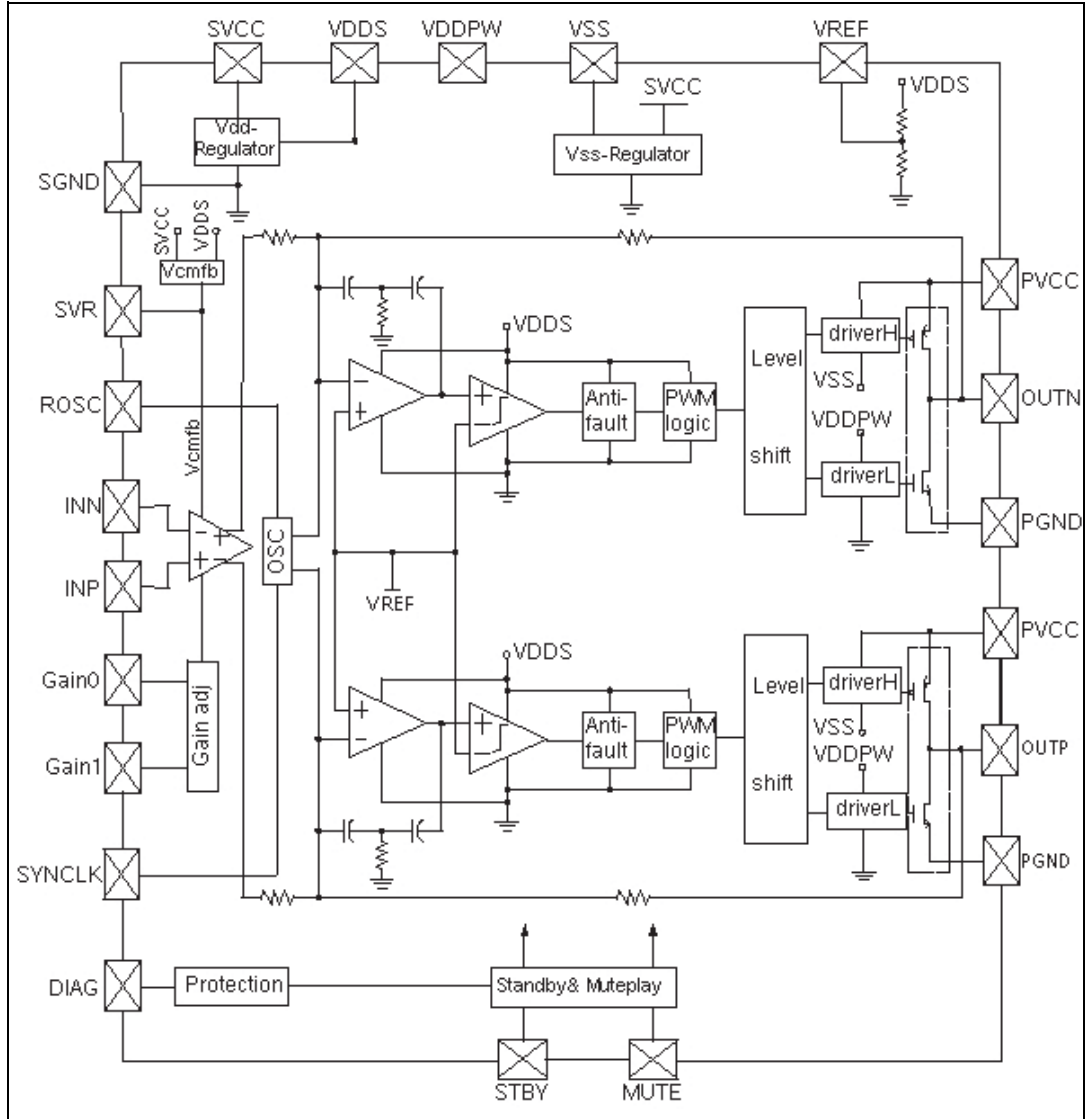 SVCC
VDDS
VDDPW
VSS
VREF
SVCC
VDDS
Vdd-
Regulator
Vss-Regulator
SGND
SVCC
VDDS
Vcmfb
SVR
PVCC
VDDS
Level
shift
driverH
VSS
ROSC
Anti-
fault
PWM
logic
OUTN
VDDPW
driverL
Vcmfb
INN
PGND
OSC
INP
VREF
PVCC
Gain0
VDDS
Level
shift
driverH
Gain adj
Anti-
fault
PWM
logic
VSS
VDDPW
OUTP
Gain1
driverL
SYNCLK
PGND
DIAG
Protection
Standby& Muteplay
STBY
MUTE